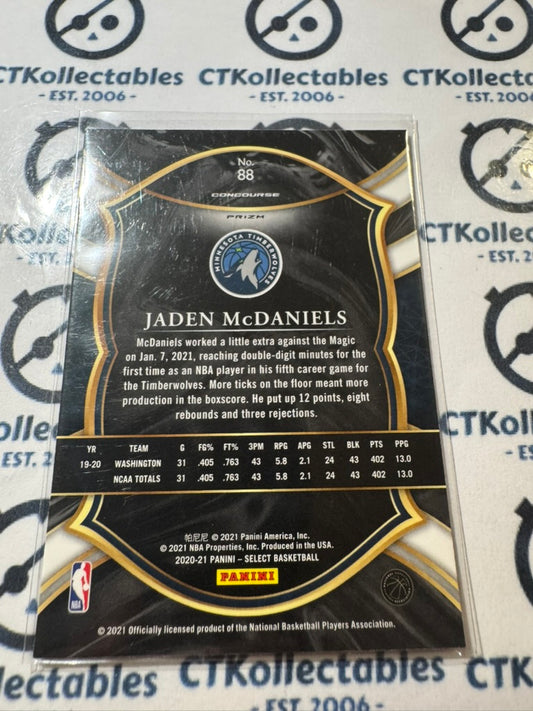 CTKollectables CTKollectables
- EST. 2006 - - EST. 2006 -
No.
88
CONCOURSE
PRIZM
MINNESOTA TIMBERWOLVES
JADEN McDANIELS
McDaniels worked a little extra against the Magic
on Jan. 7, 2021, reaching double-digit minutes for the
first time as an NBA player in his fifth career game for
the Timberwolves. More ticks on the floor meant more
production in the boxscore. He put up 12 points, eight
rebounds and three rejections.
YR TEAM G FG% FT% 3PM RPG APG STL BLK PTS PPG
19-20 WASHINGTON 31 .405 .763 43 5.8 2.1 24 43 402 13.0
NCAA TOTALS 31 .405 .763 43 5.8 2.1 24 43 402 13.0
帕尼尼 © 2021 Panini America, Inc.
© 2021 NBA Properties, Inc. Produced in the USA.
2020-21 PANINI – SELECT BASKETBALL
PANINI
NBA
© 2021 Officially licensed product of the National Basketball Players Association.
llectables CTKollectables
2006 - - EST. 2006 -